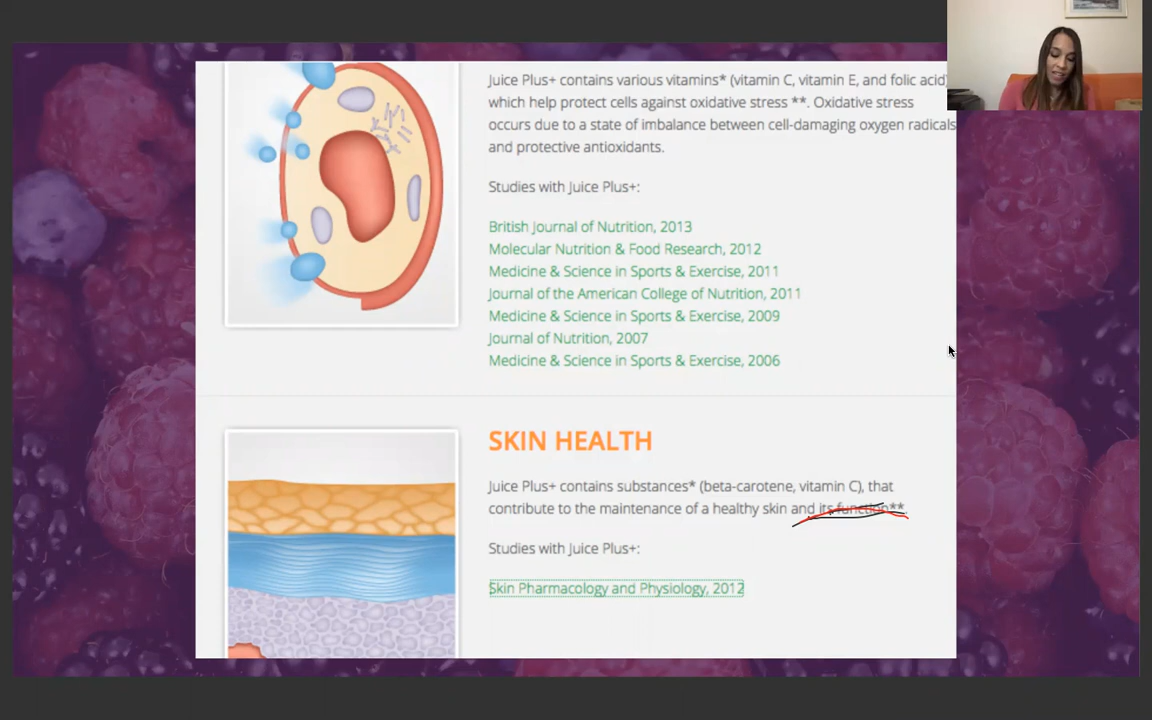 Juice Plus+ contains various vitamins* (vitamin C, vitamin E, and folic acid)
which help protect cells against oxidative stress **. Oxidative stress
occurs due to a state of imbalance between cell-damaging oxygen radicals
and protective antioxidants.
Studies with Juice Plus+:
British Journal of Nutrition, 2013
Molecular Nutrition & Food Research, 2012
Medicine & Science in Sports & Exercise, 2011
Journal of the American College of Nutrition, 2011
Medicine & Science in Sports & Exercise, 2009
Journal of Nutrition, 2007
Medicine & Science in Sports & Exercise, 2006
SKIN HEALTH
Juice Plus+ contains substances* (beta-carotene, vitamin C), that
contribute to the maintenance of a healthy skin and its function**.
Studies with Juice Plus+:
Skin Pharmacology and Physiology, 2012